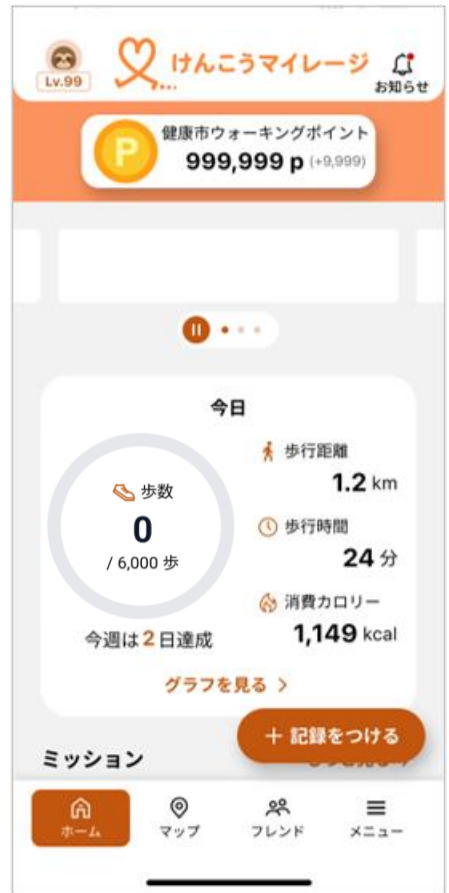 Lv.99
けんこうマイレージ
お知らせ
P
健康市ウォーキングポイント
999,999 p (+9,999)
今日
歩数
0
/ 6,000 歩
今週は2日達成
歩行距離
1.2 km
歩行時間
24 分
消費カロリー
1,149 kcal
グラフを見る >
+ 記録をつける
ミッション
ホーム
マップ
フレンド
メニュー